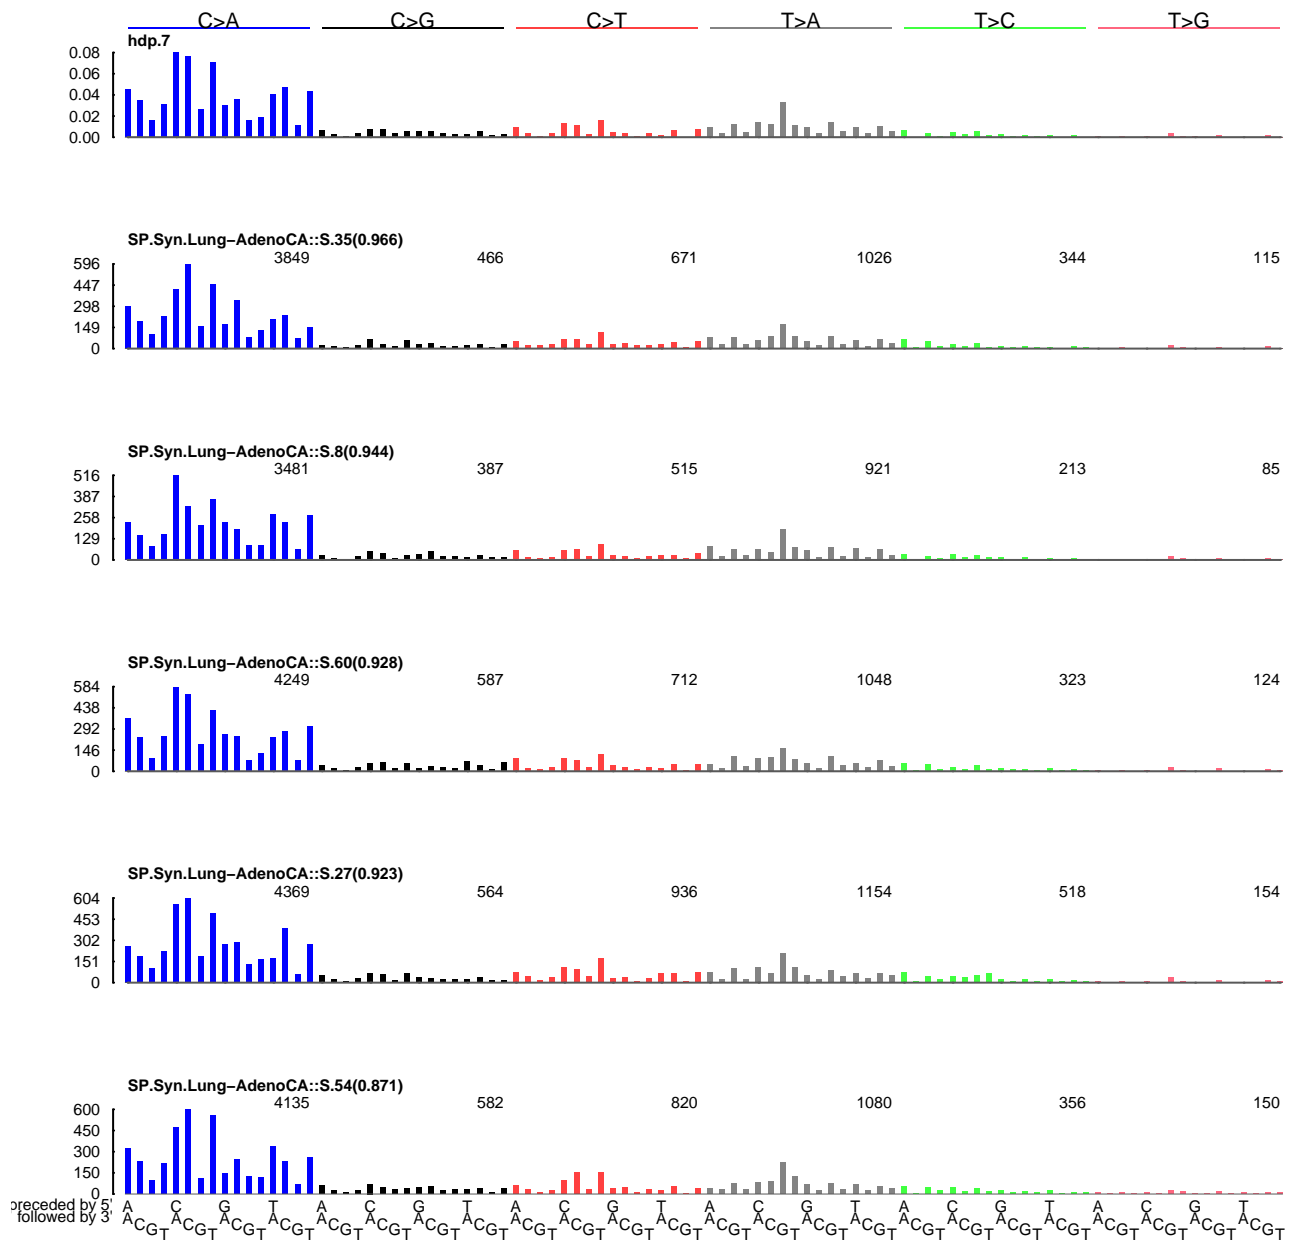 C>A C>G C>T T>A T>C T>G
hdp.7
0.08
0.06
0.04
0.02
0.00
SP.Syn.Lung−AdenoCA::S.35(0.966)
3849 466 671 1026 344 115
596
447
298
149
0
SP.Syn.Lung−AdenoCA::S.8(0.944)
3481 387 515 921 213 85
516
387
258
129
0
SP.Syn.Lung−AdenoCA::S.60(0.928)
4249 587 712 1048 323 124
584
438
292
146
0
SP.Syn.Lung−AdenoCA::S.27(0.923)
4369 564 936 1154 518 154
604
453
302
151
0
SP.Syn.Lung−AdenoCA::S.54(0.871)
4135 582 820 1080 356 150
600
450
300
150
0
preceded by 5' A C G T A C G T A C G T A C G T A C G T A C G T
followed by 3' A C G T A C G T A C G T A C G T A C G T A C G T A C G T A C G T A C G T A C G T A C G T A C G T A C G T A C G T A C G T A C G T A C G T A C G T A C G T A C G T A C G T A C G T A C G T A C G T